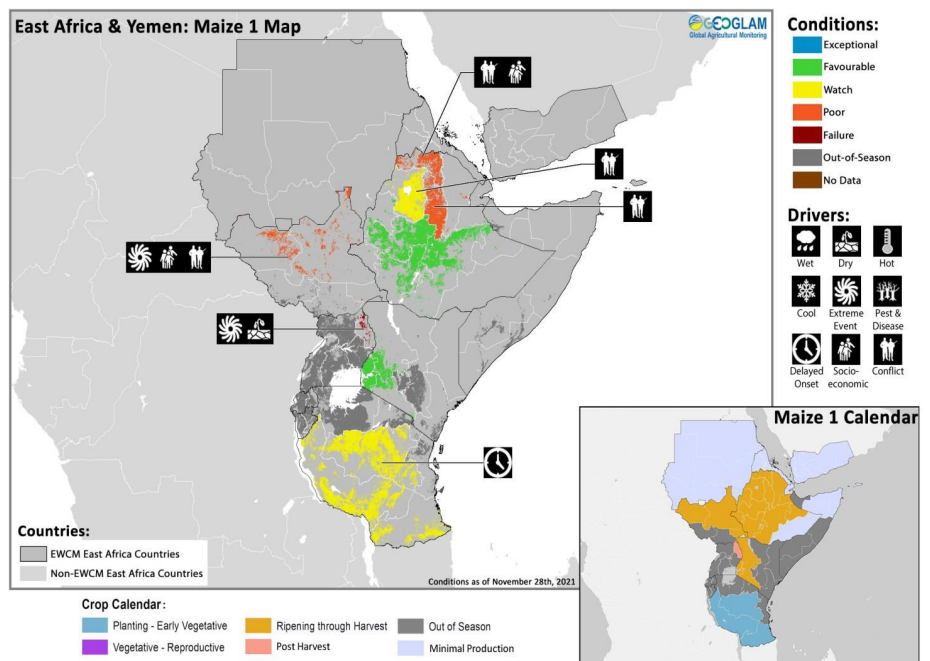 East Africa & Yemen: Maize 1 Map
GEOGLAM
Global Agricultural Monitoring
Conditions:
Exceptional
Favourable
Watch
Poor
Failure
Out-of-Season
No Data
Drivers:
Wet
Dry
Hot
Cool
Extreme
Event
Pest &
Disease
Delayed
Onset
Socio-
economic
Conflict
Countries:
EWCM East Africa Countries
Non-EWCM East Africa Countries
Conditions as of November 28th, 2021
Maize 1 Calendar
Crop Calendar:
Planting - Early Vegetative
Ripening through Harvest
Out of Season
Vegetative - Reproductive
Post Harvest
Minimal Production